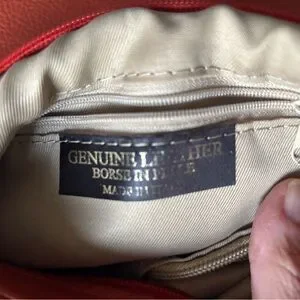 GENUINE LEATHER
BORSE IN PELLE
MADE IN ITALY